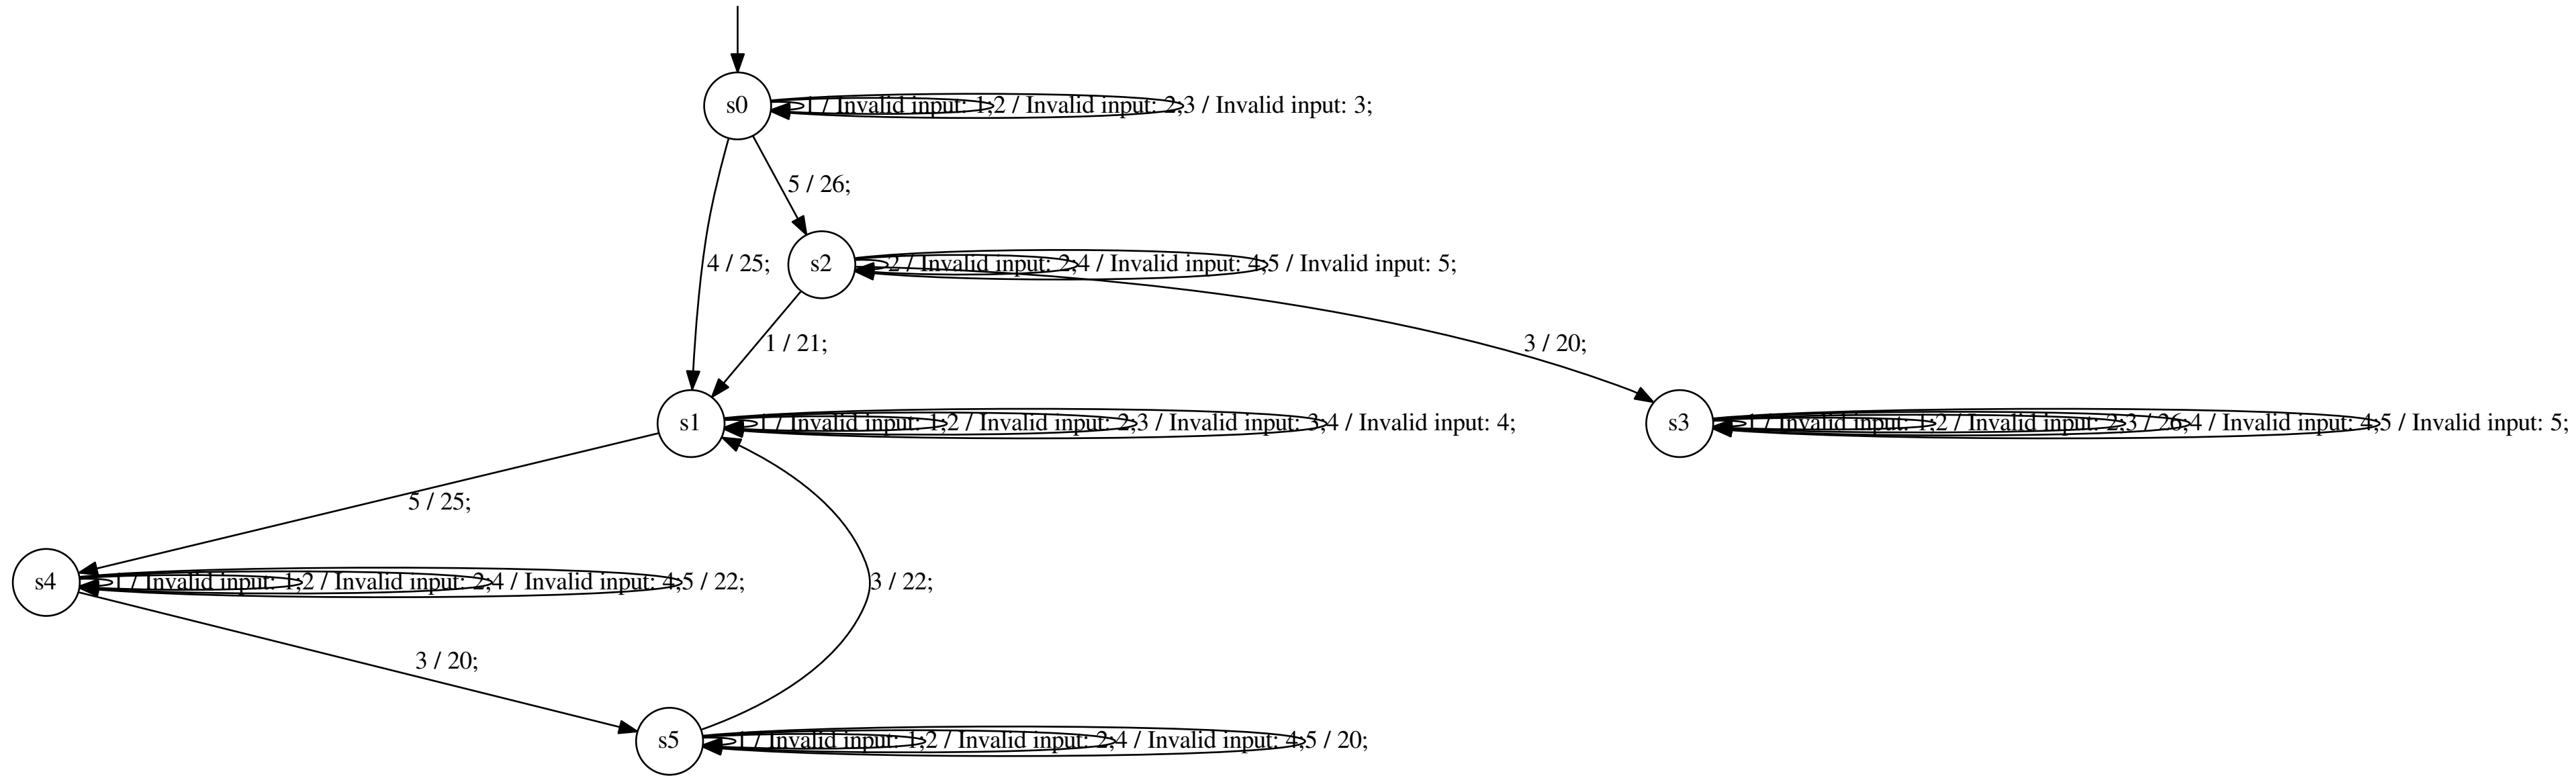 s0 1 / Invalid input: 1; 2 / Invalid input: 2; 3 / Invalid input: 3;
5 / 26;
4 / 25; s2 2 / Invalid input: 2; 4 / Invalid input: 4; 5 / Invalid input: 5;
1 / 21; 3 / 20;
s1 1 / Invalid input: 1; 2 / Invalid input: 2; 3 / Invalid input: 3; 4 / Invalid input: 4; s3 1 / Invalid input: 1; 2 / Invalid input: 2; 3 / 26; 4 / Invalid input: 4; 5 / Invalid input: 5;
5 / 25;
s4 1 / Invalid input: 1; 2 / Invalid input: 2; 4 / Invalid input: 4; 5 / 22; 3 / 22;
3 / 20;
s5 1 / Invalid input: 1; 2 / Invalid input: 2; 4 / Invalid input: 4; 5 / 20;